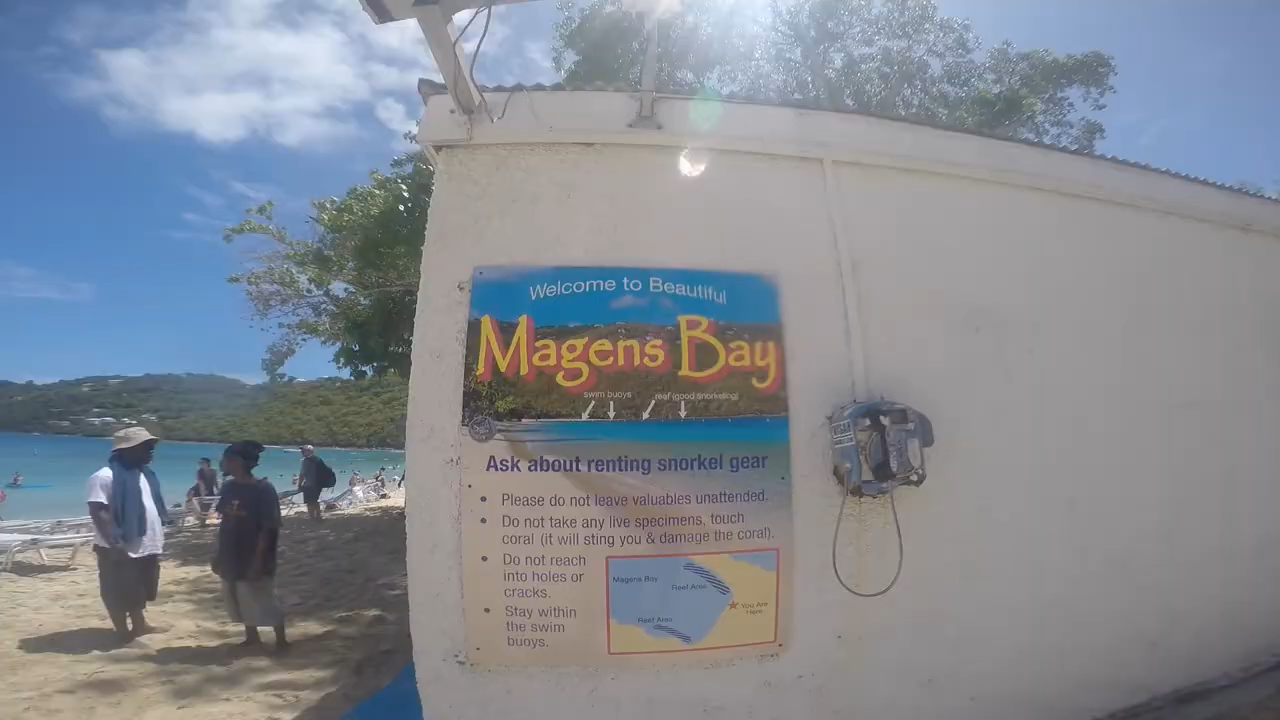 Welcome to Beautiful
Magens Bay
swim buoys
reef (good snorkeling)
Ask about renting snorkel gear
• Please do not leave valuables unattended.
• Do not take any live specimens, touch
coral (it will sting you & damage the coral).
• Do not reach
into holes or
cracks.
• Stay within
the swim
buoys.
Magens Bay
Reef Area
You Are
Here
Reef Area